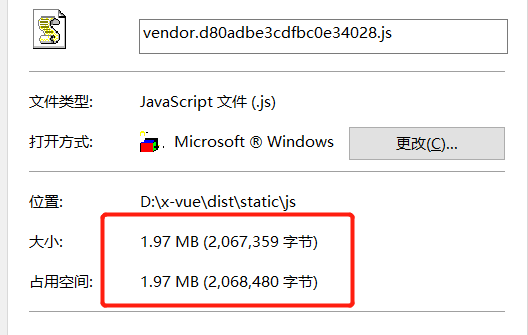 vendor.d80adbe3cdfbc0e34028.js
文件类型: JavaScript 文件 (.js)
打开方式: Microsoft ® Windows 更改(C)...
位置: D:\x-vue\dist\static\js
大小: 1.97 MB (2,067,359 字节)
占用空间: 1.97 MB (2,068,480 字节)